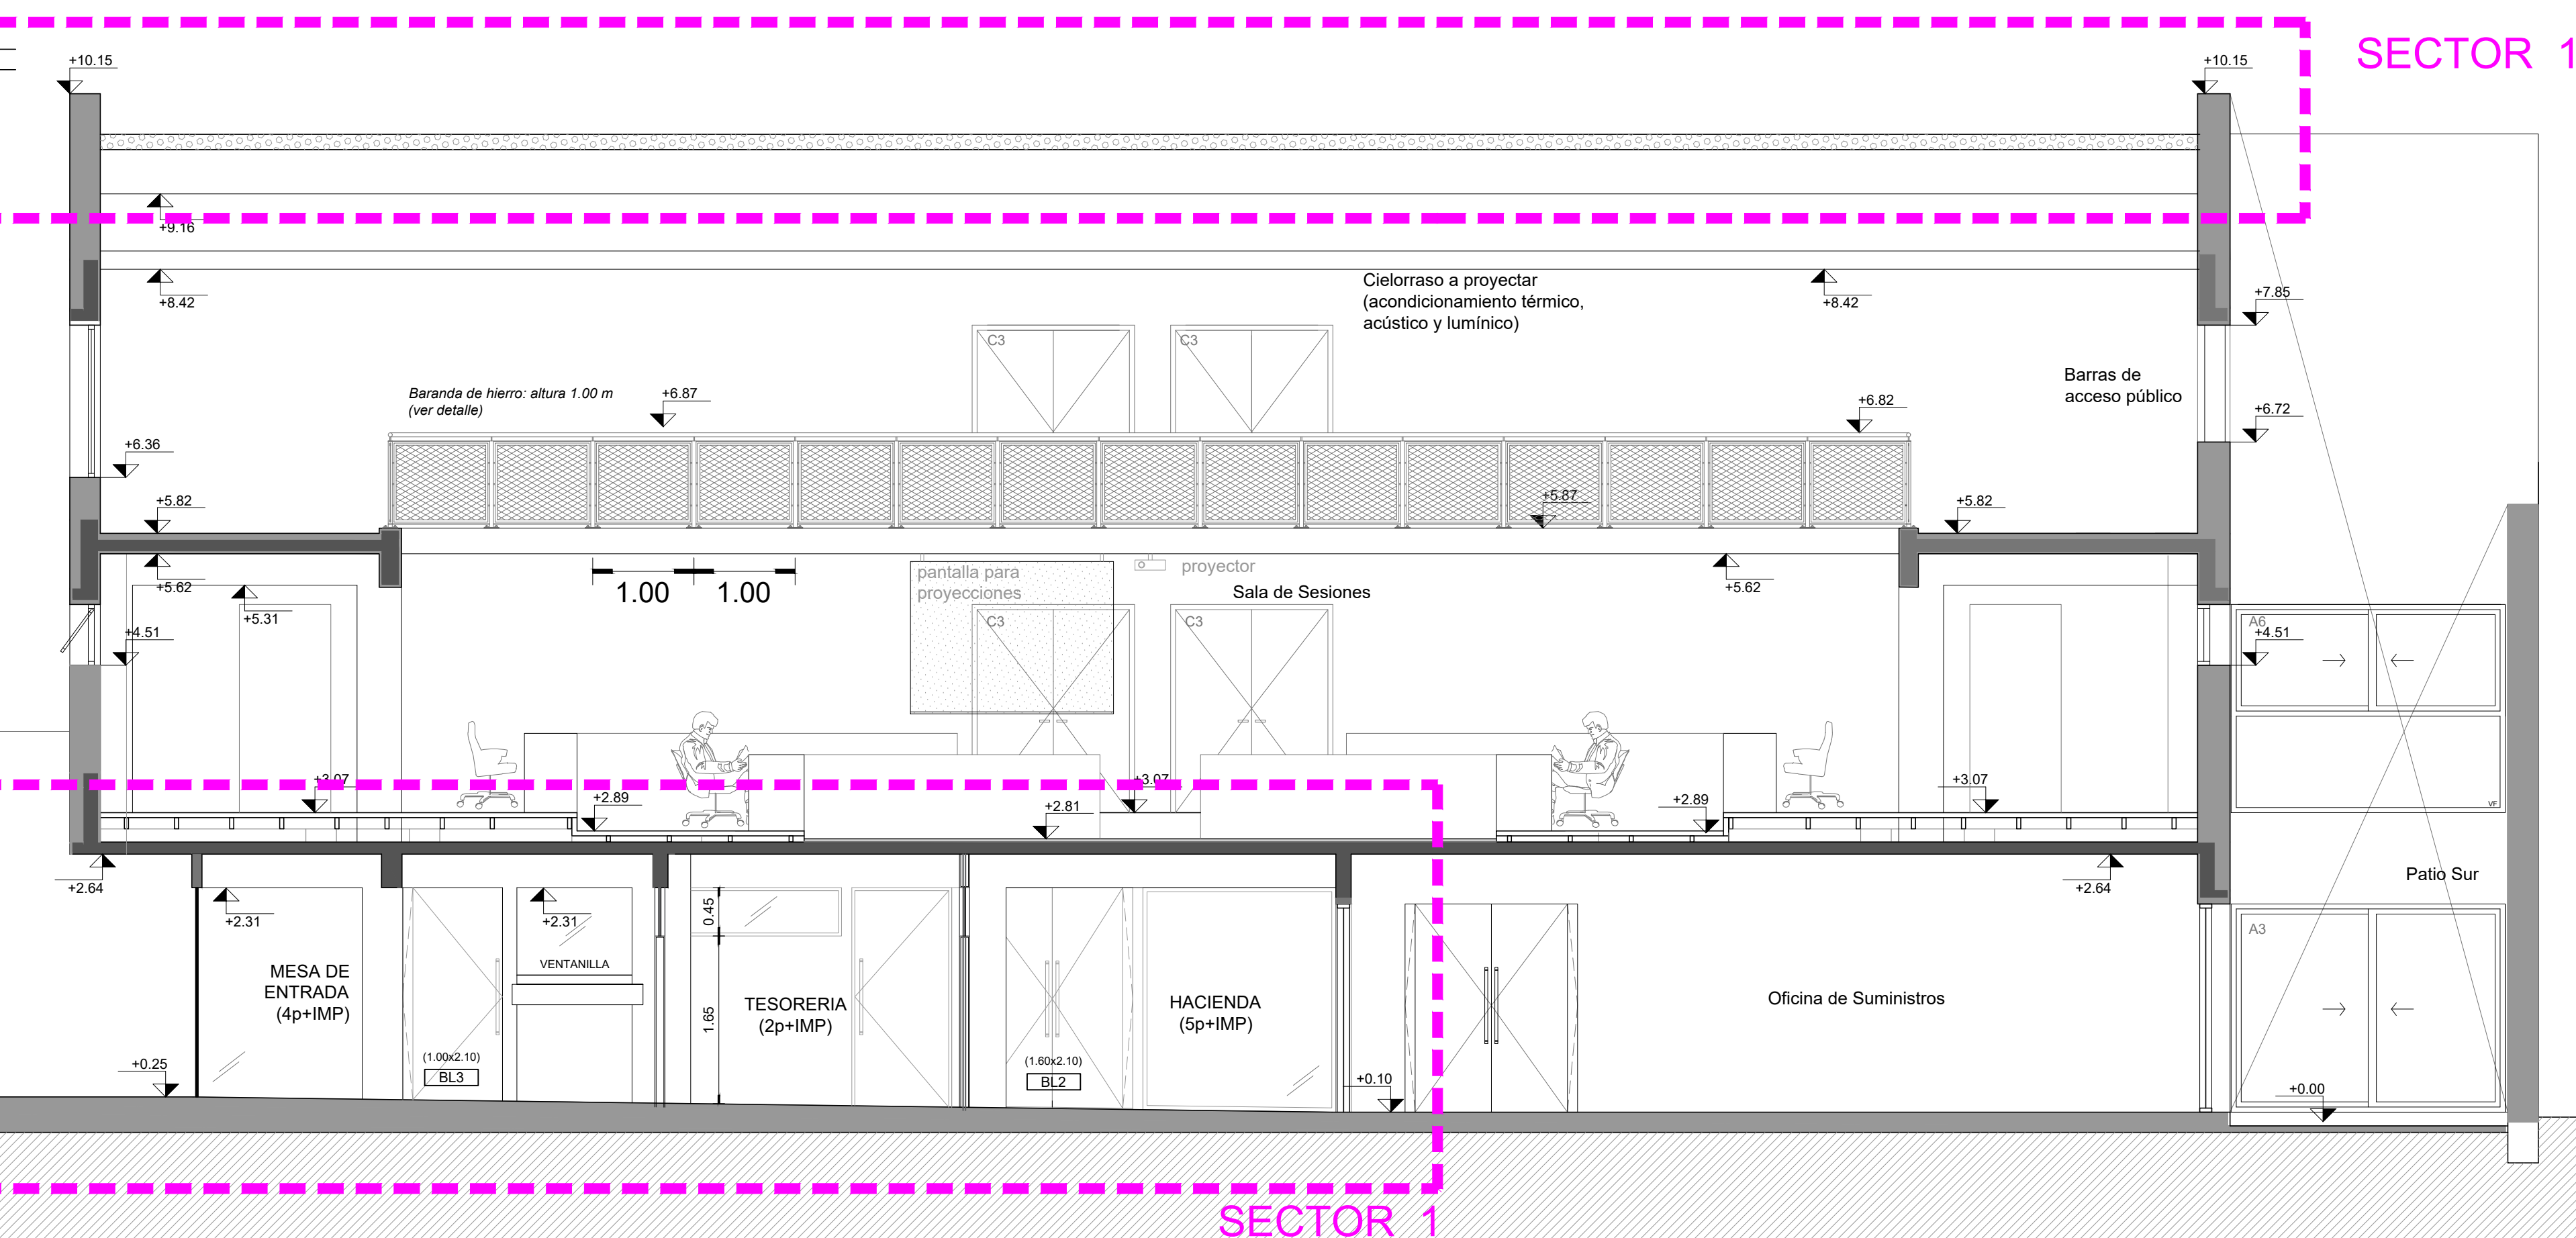 SECTOR 1
+10.15
+10.15
+9.16
+8.42
Cielorraso a proyectar
(acondicionamiento térmico,
acústico y lumínico)
+8.42
+7.85
C3
C3
Baranda de hierro: altura 1.00 m
(ver detalle)
+6.87
+6.82
Barras de
acceso público
+6.72
+6.36
+5.82
+5.87
+5.82
+5.62
+5.31
1.00
1.00
pantalla para
proyecciones
proyector
Sala de Sesiones
+5.62
+4.51
C3
C3
A6
+4.51
+3.07
+2.89
+2.81
+3.07
+2.89
+3.07
VF
+2.64
+2.64
Patio Sur
+2.31
+2.31
0.45
A3
VENTANILLA
MESA DE
ENTRADA
(4p+IMP)
TESORERIA
(2p+IMP)
1.65
HACIENDA
(5p+IMP)
Oficina de Suministros
+0.25
(1.00x2.10)
BL3
(1.60x2.10)
BL2
+0.10
+0.00
SECTOR 1